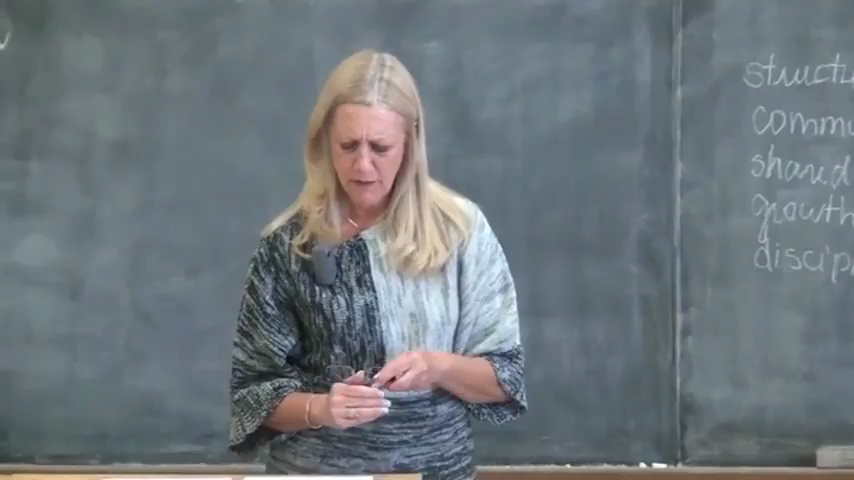 structu
commu
shared
growth
discip